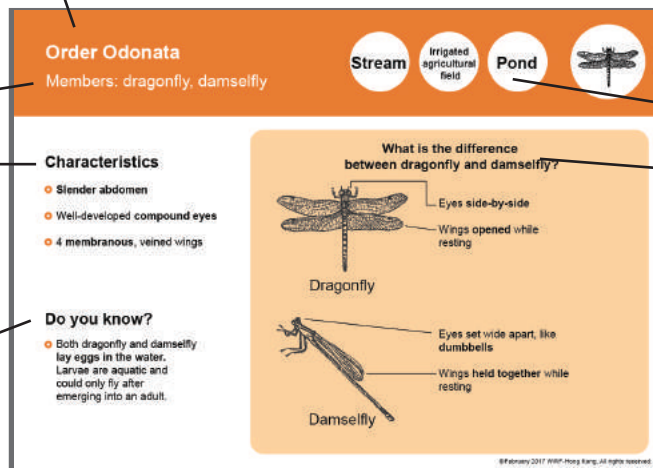 Order Odonata
Members: dragonfly, damselfly
Stream
Irrigated
agricultural
field
Pond
Characteristics
Slender abdomen
Well-developed compound eyes
4 membranous, veined wings
Do you know?
Both dragonfly and damselfly
lay eggs in the water.
Larvae are aquatic and
could only fly after
emerging into an adult.
What is the difference
between dragonfly and damselfly?
Eyes side-by-side
Wings opened while
resting
Dragonfly
Eyes set wide apart, like
dumbbells
Wings held together while
resting
Damselfly
©February 2017 WWF-Hong Kong, All rights reserved.